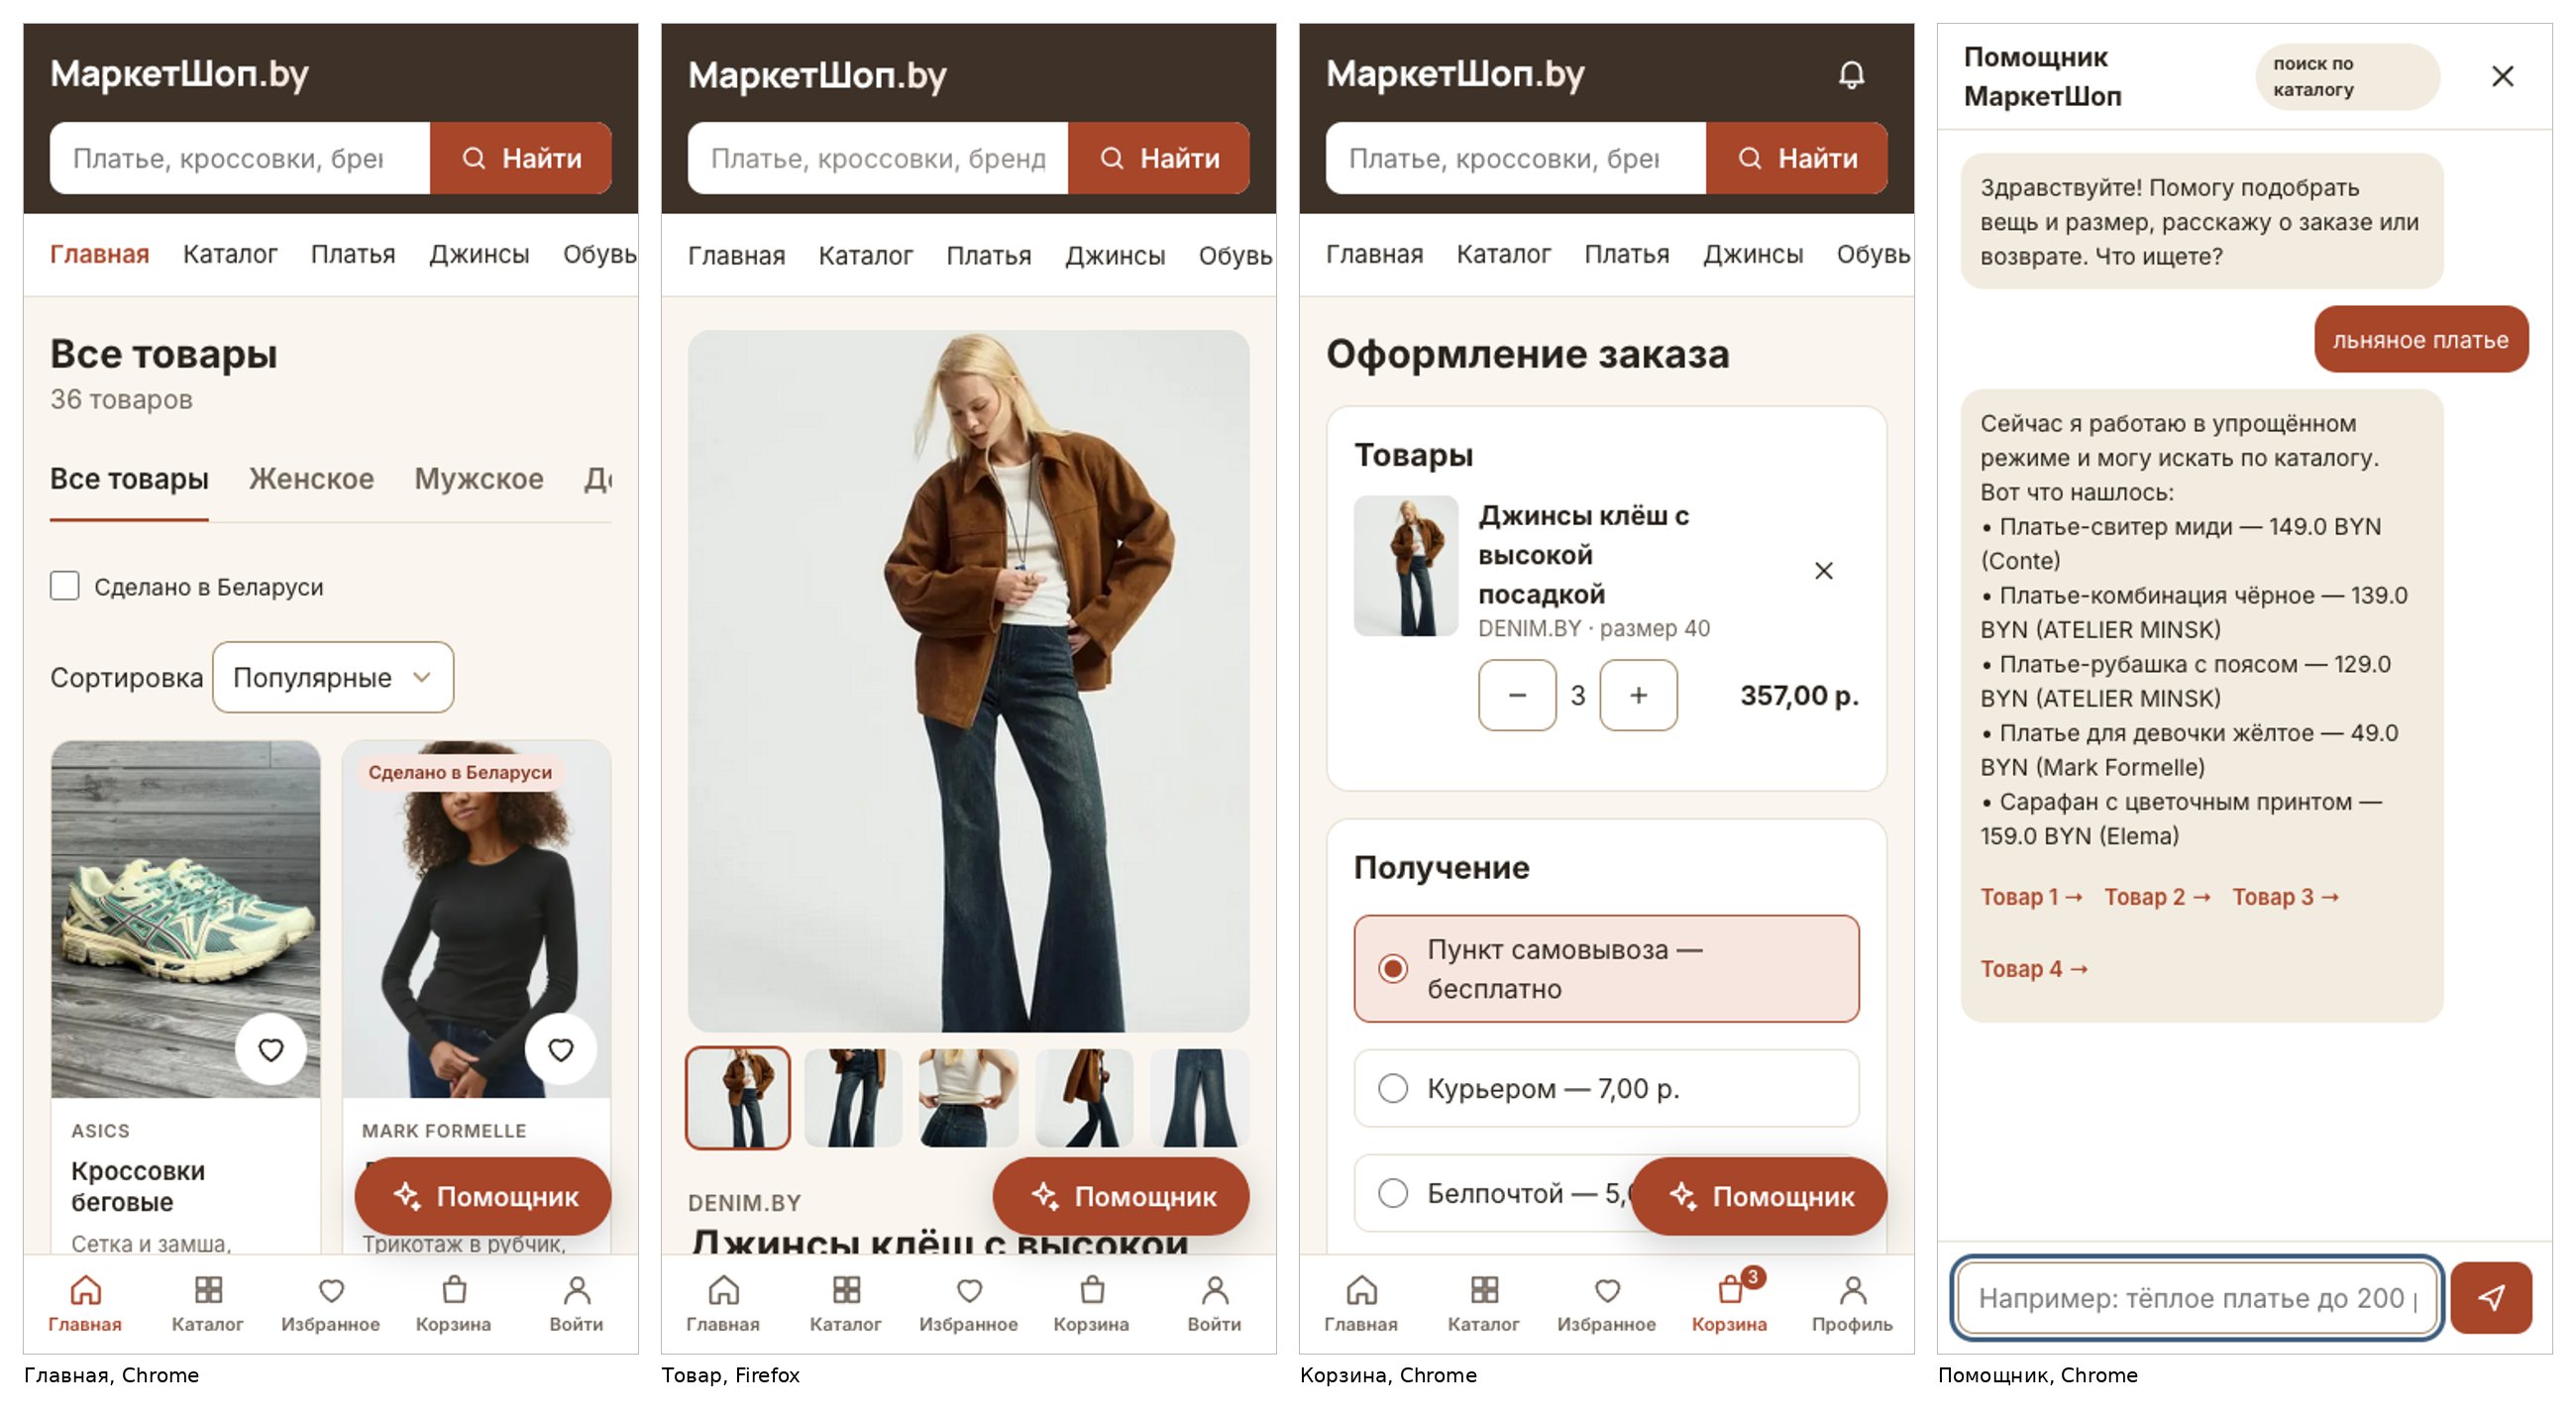 МаркетШоп.by
Платье, кроссовки, брен
Найти
Главная Каталог Платья Джинсы Обувь
Все товары
36 товаров
Все товары Женское Мужское
Сделано в Беларуси
Сортировка Популярные
Сделано в Беларуси
ASICS
Кроссовки
беговые
Сетка и замша,
MARK FORMELLE
Трикотаж в рубчик,
Помощник
Главная Каталог Избранное Корзина Войти
Главная, Chrome
МаркетШоп.by
Платье, кроссовки, бренд
Найти
Главная Каталог Платья Джинсы Обувь
DENIM.BY
Джинсы клёш с высокой
Помощник
Главная Каталог Избранное Корзина Войти
Товар, Firefox
МаркетШоп.by
Платье, кроссовки, брен
Найти
Главная Каталог Платья Джинсы Обувь
Оформление заказа
Товары
Джинсы клёш с
высокой
посадкой
DENIM.BY · размер 40
− 3 + 357,00 р.
Получение
Пункт самовывоза —
бесплатно
Курьером — 7,00 р.
Белпочтой — 5,
Помощник
3
Главная Каталог Избранное Корзина Профиль
Корзина, Chrome
Помощник
МаркетШоп
поиск по
каталогу
Здравствуйте! Помогу подобрать
вещь и размер, расскажу о заказе или
возврате. Что ищете?
льняное платье
Сейчас я работаю в упрощённом
режиме и могу искать по каталогу.
Вот что нашлось:
• Платье-свитер миди — 149.0 BYN
(Conte)
• Платье-комбинация чёрное — 139.0
BYN (ATELIER MINSK)
• Платье-рубашка с поясом — 129.0
BYN (ATELIER MINSK)
• Платье для девочки жёлтое — 49.0
BYN (Mark Formelle)
• Сарафан с цветочным принтом —
159.0 BYN (Elema)
Товар 1 → Товар 2 → Товар 3 →
Товар 4 →
Например: тёплое платье до 200
Помощник, Chrome